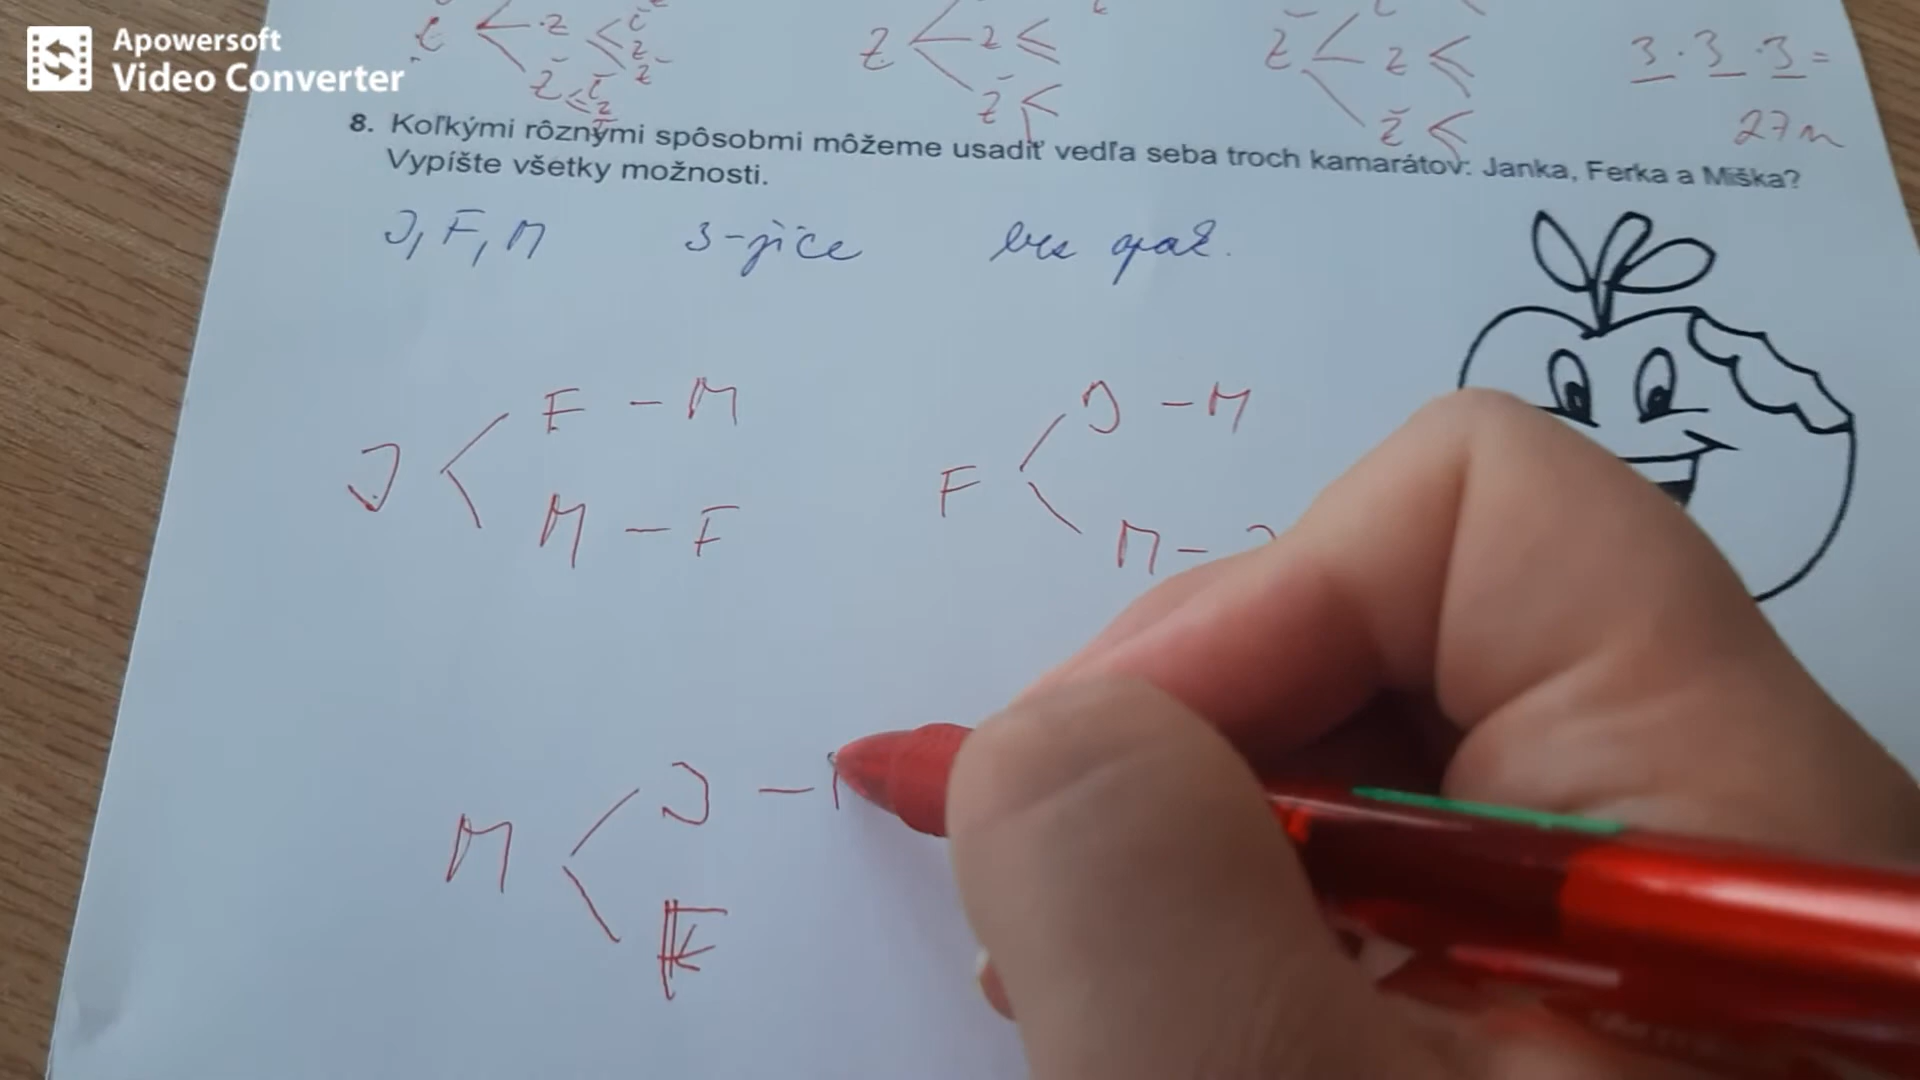 Apowersoft
Video Converter
č z č z ž
ž č z ž
z z ž
ž z ž
3 · 3 · 3 =
27 m
8. Koľkými rôznymi spôsobmi môžeme usadiť vedľa seba troch kamarátov: Janka, Ferka a Miška?
Vypíšte všetky možnosti.
J, F, M 3-jice bez opak.
J F - M
M - F
F J - M
M - J
M J -
F